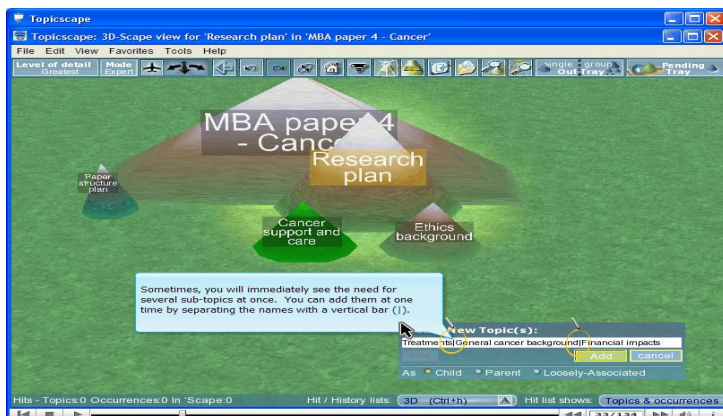 Topicscape
Topicscape: 3D-Scape view for 'Research plan' in 'MBA paper 4 - Cancer'
File Edit View Favorites Tools Help
Level of detail
Greatest
Mode
Expert
single group
Out-Tray
Pending
Tray
MBA paper 4
- Cancer
Research
plan
Paper
structure
plan
Cancer
support and
care
Ethics
background
Sometimes, you will immediately see the need for
several sub-topics at once. You can add them at one
time by separating the names with a vertical bar (|).
New Topic(s):
Treatments|General cancer background|Financial impacts
Add cancel
As Child Parent Loosely-Associated
Hits - Topics:0 Occurrences:0 In 'Scape:0 Hit / History lists: 3D (Ctrl+h) Hit list shows: Topics & occurrences
33/134